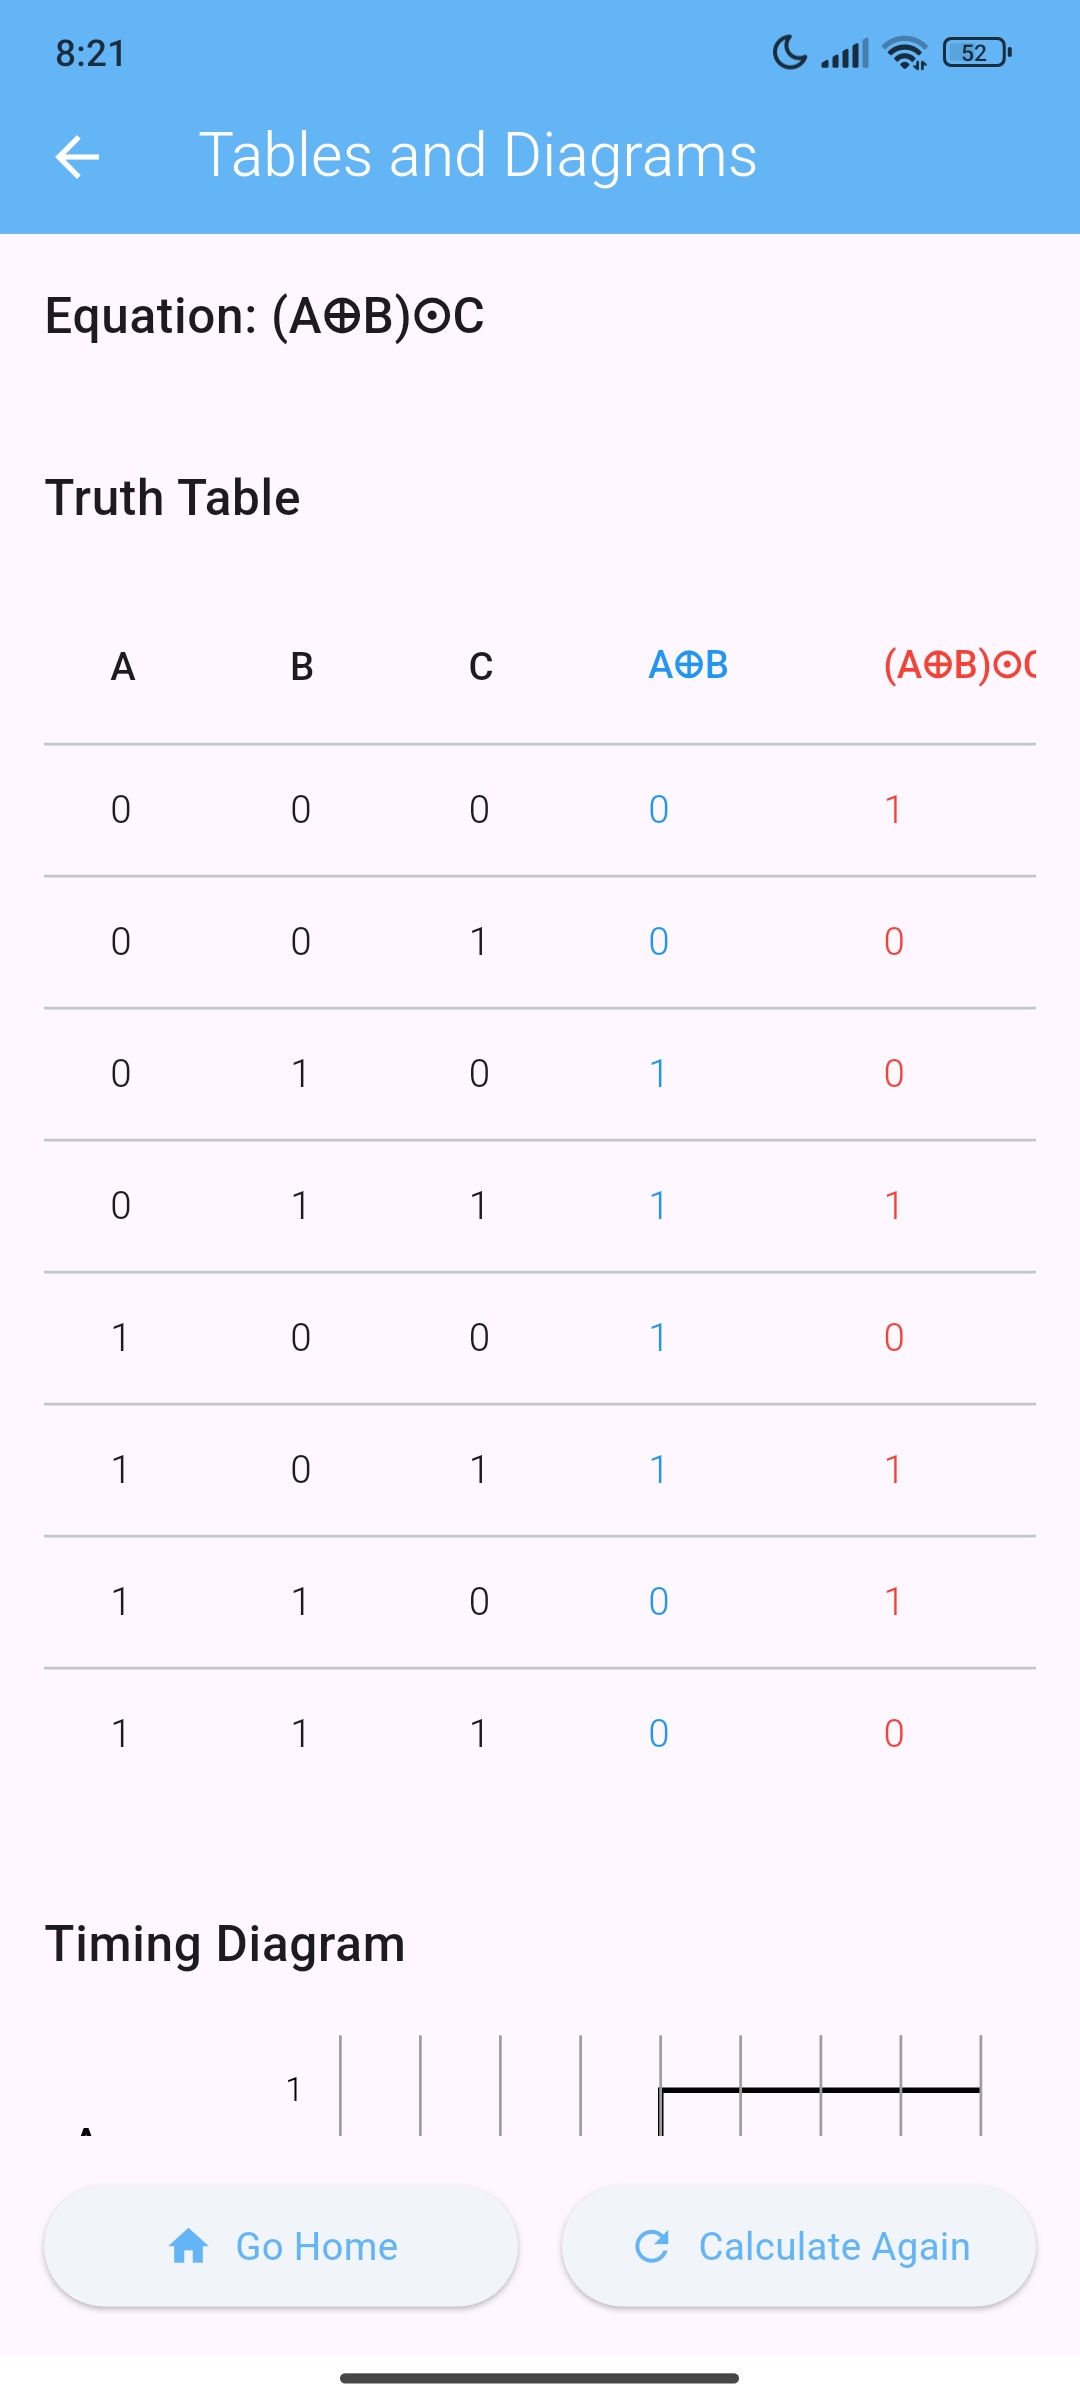 8:21 52
Tables and Diagrams
Equation: (A⊕B)⊙C
Truth Table
A B C A⊕B (A⊕B)⊙C
0 0 0 0 1
0 0 1 0 0
0 1 0 1 0
0 1 1 1 1
1 0 0 1 0
1 0 1 1 1
1 1 0 0 1
1 1 1 0 0
Timing Diagram
1
A
Go Home Calculate Again